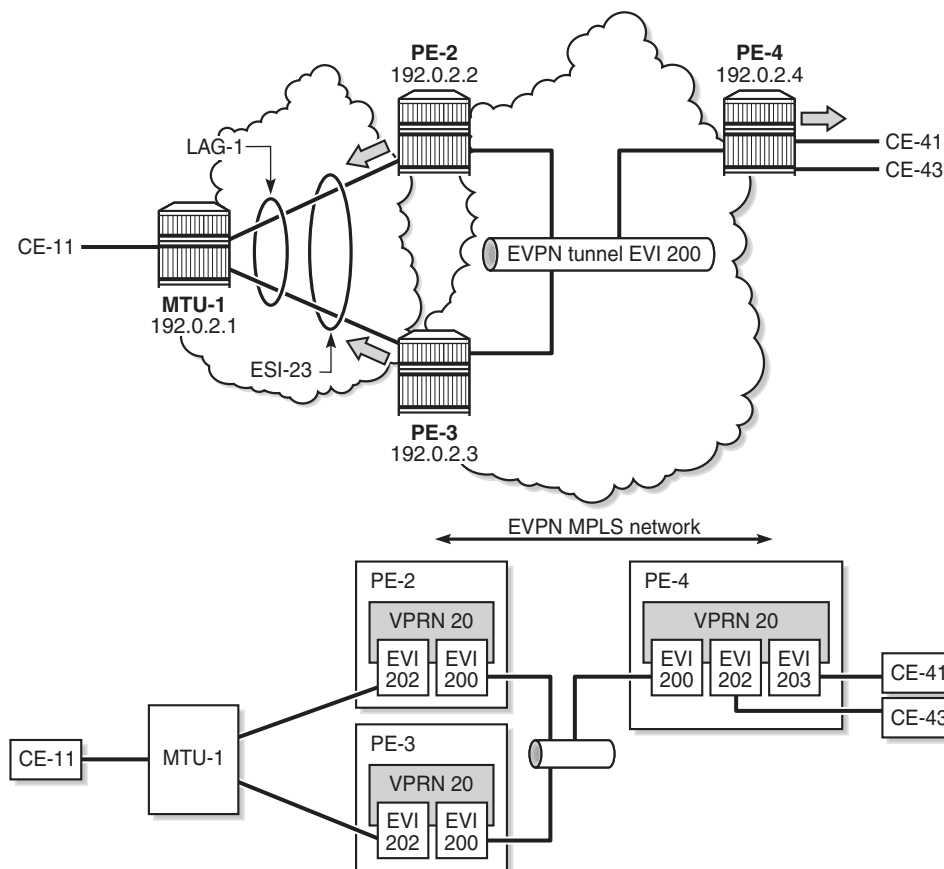 PE-2
192.0.2.2
PE-4
192.0.2.4
LAG-1
CE-41
CE-43
CE-11
EVPN tunnel EVI 200
MTU-1
192.0.2.1
ESI-23
PE-3
192.0.2.3
EVPN MPLS network
PE-2
VPRN 20
EVI
202
EVI
200
PE-4
VPRN 20
EVI
200
EVI
202
EVI
203
CE-41
CE-43
CE-11
MTU-1
PE-3
VPRN 20
EVI
202
EVI
200